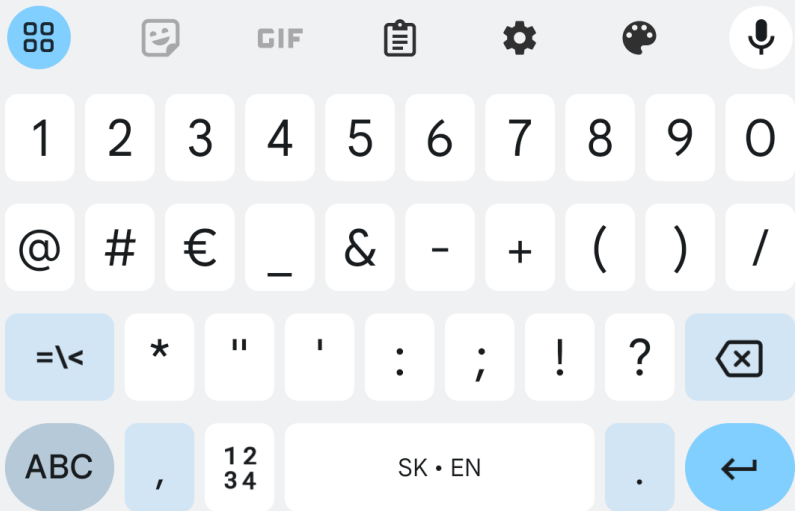 GIF
1 2 3 4 5 6 7 8 9 0
@ # € _ & - + ( ) /
=\< * " ' : ; ! ?
ABC , 12 34 SK • EN .